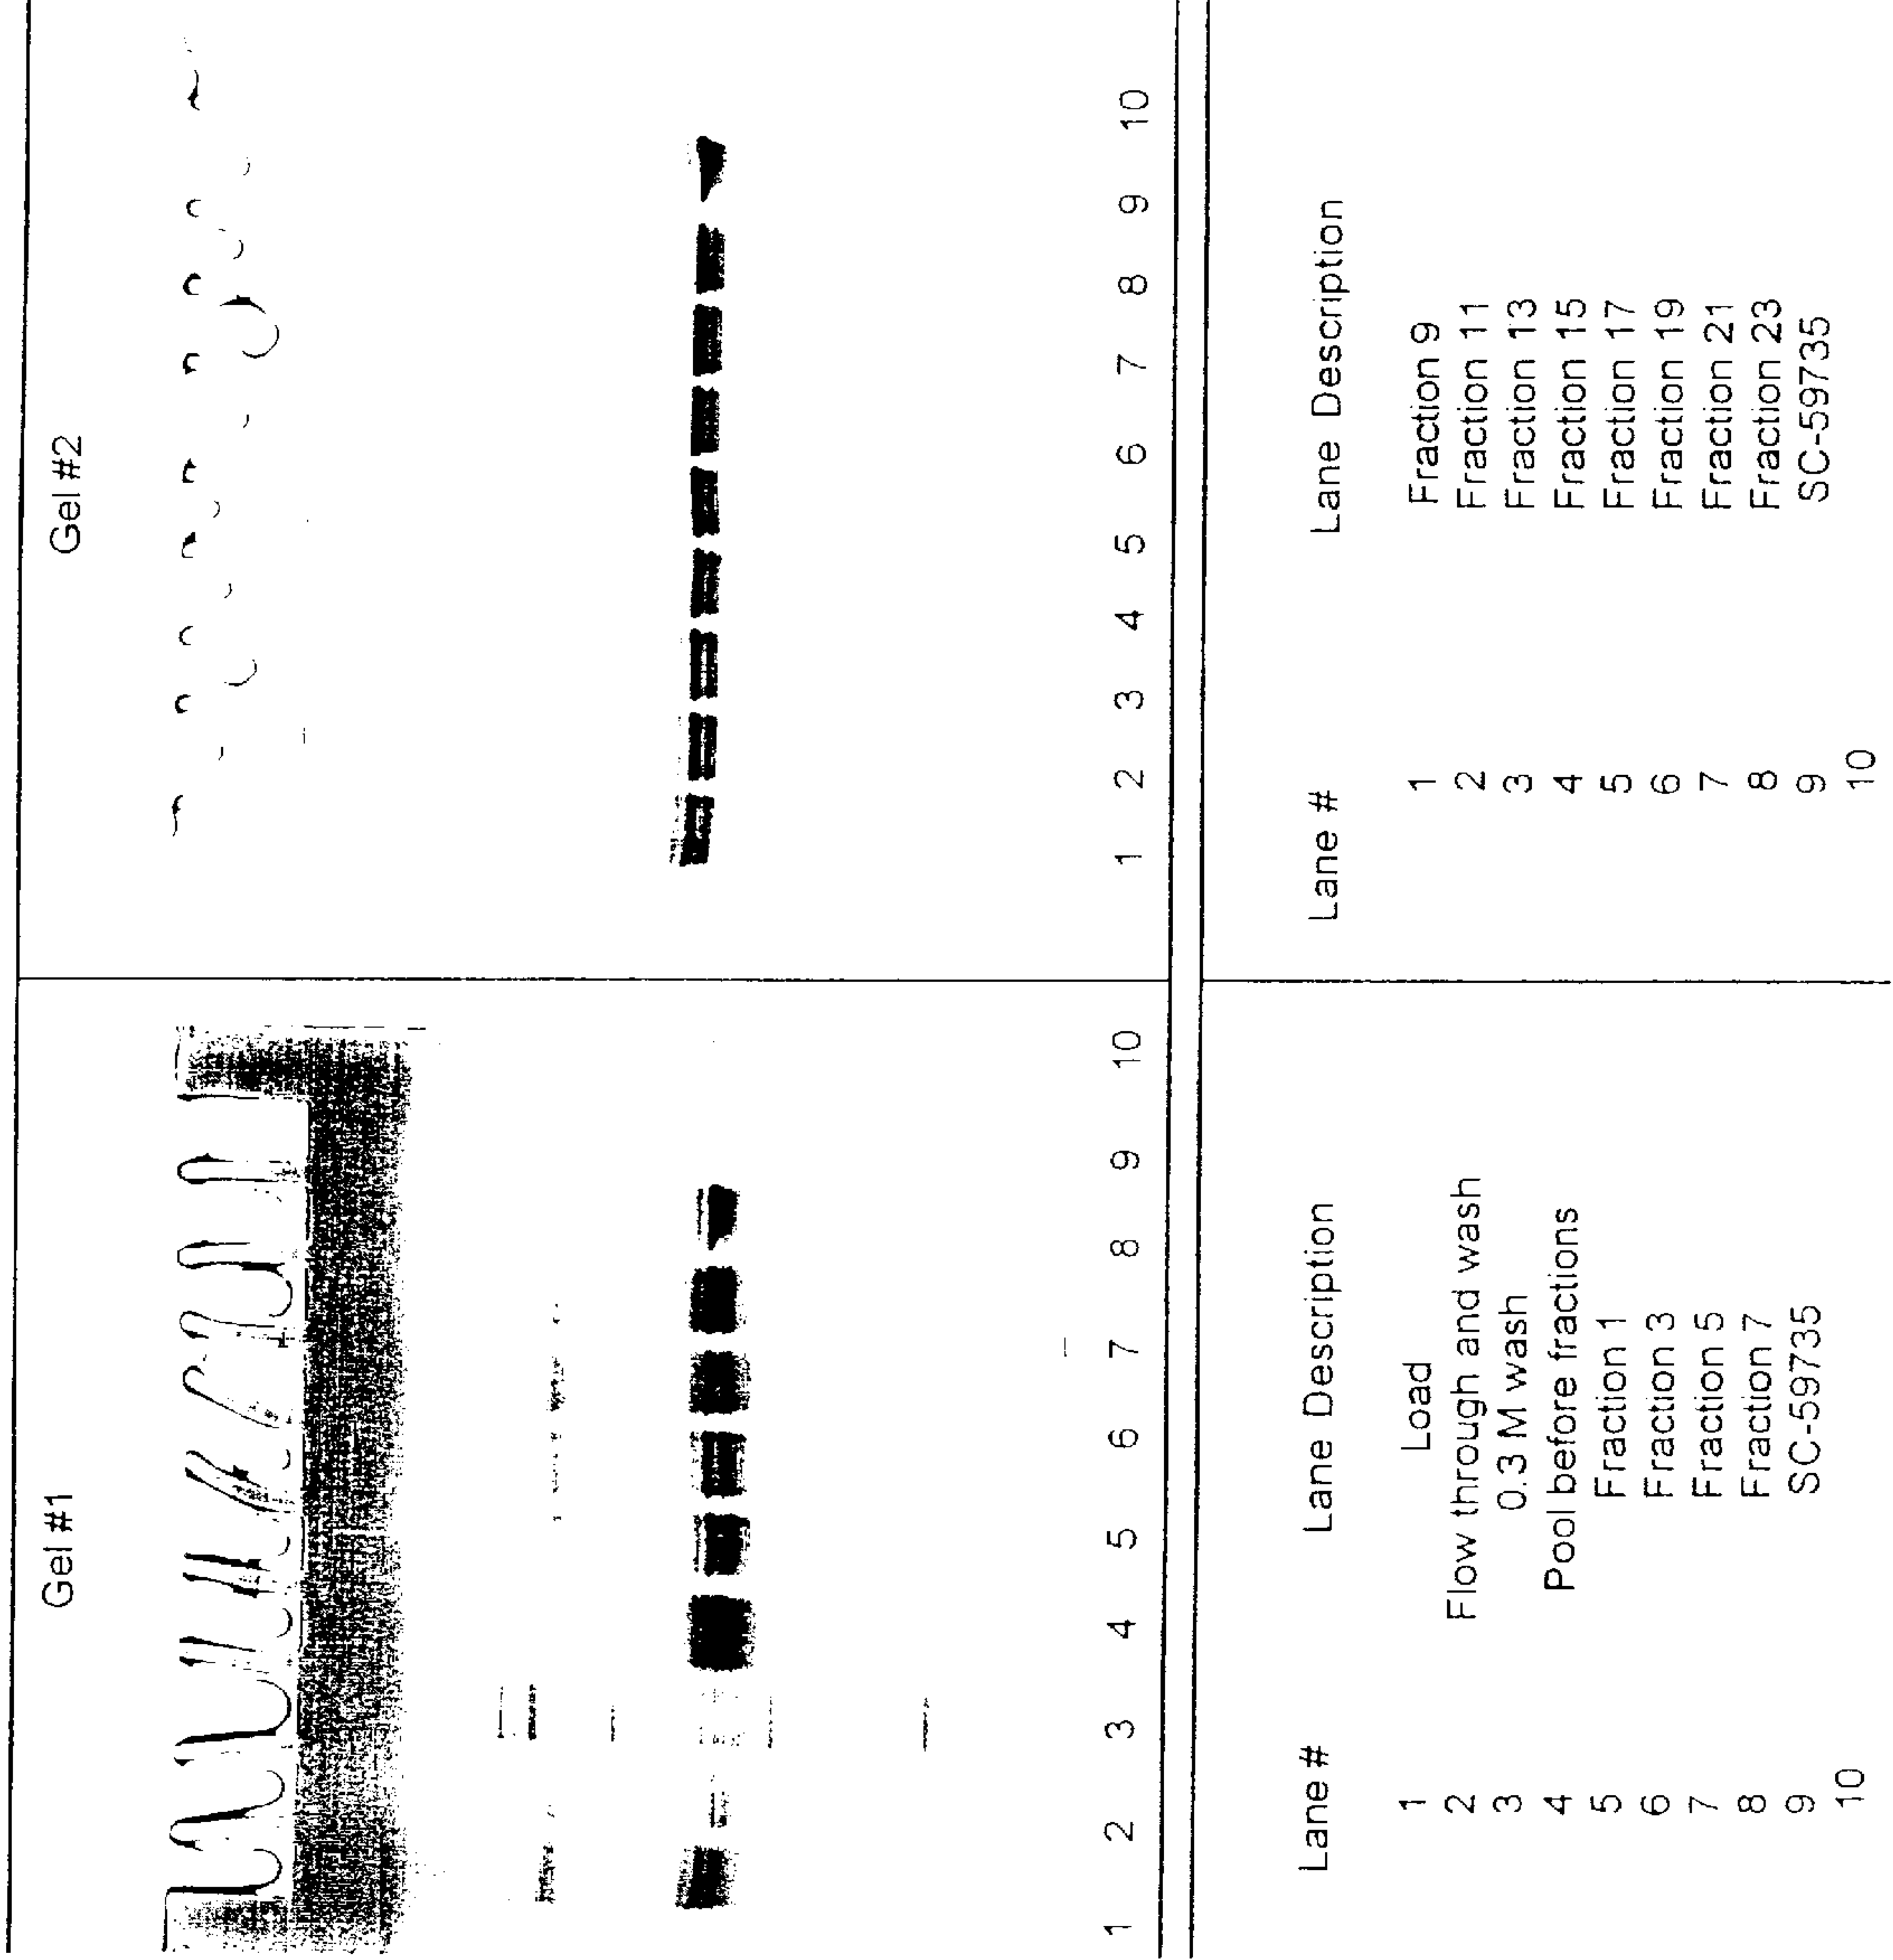 Gel #1
1 2 3 4 5 6 7 8 9 10
Lane # Lane Description
1 Load
2 Flow through and wash
3 0.3 M wash
4 Pool before fractions
5 Fraction 1
6 Fraction 3
7 Fraction 5
8 Fraction 7
9 SC-59735
10
Gel #2
1 2 3 4 5 6 7 8 9 10
Lane # Lane Description
1 Fraction 9
2 Fraction 11
3 Fraction 13
4 Fraction 15
5 Fraction 17
6 Fraction 19
7 Fraction 21
8 Fraction 23
9 SC-59735
10